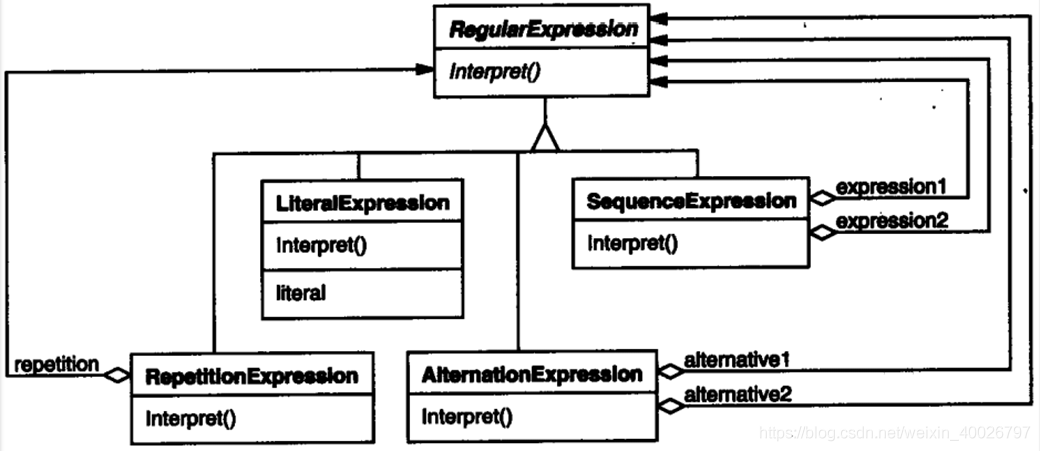 RegularExpression
Interpret()
LiteralExpression
Interpret()
literal
SequenceExpression
Interpret()
expression1
expression2
repetition
RepetitionExpression
Interpret()
AlternationExpression
Interpret()
alternative1
alternative2
https://blog.csdn.net/weixin_40026797